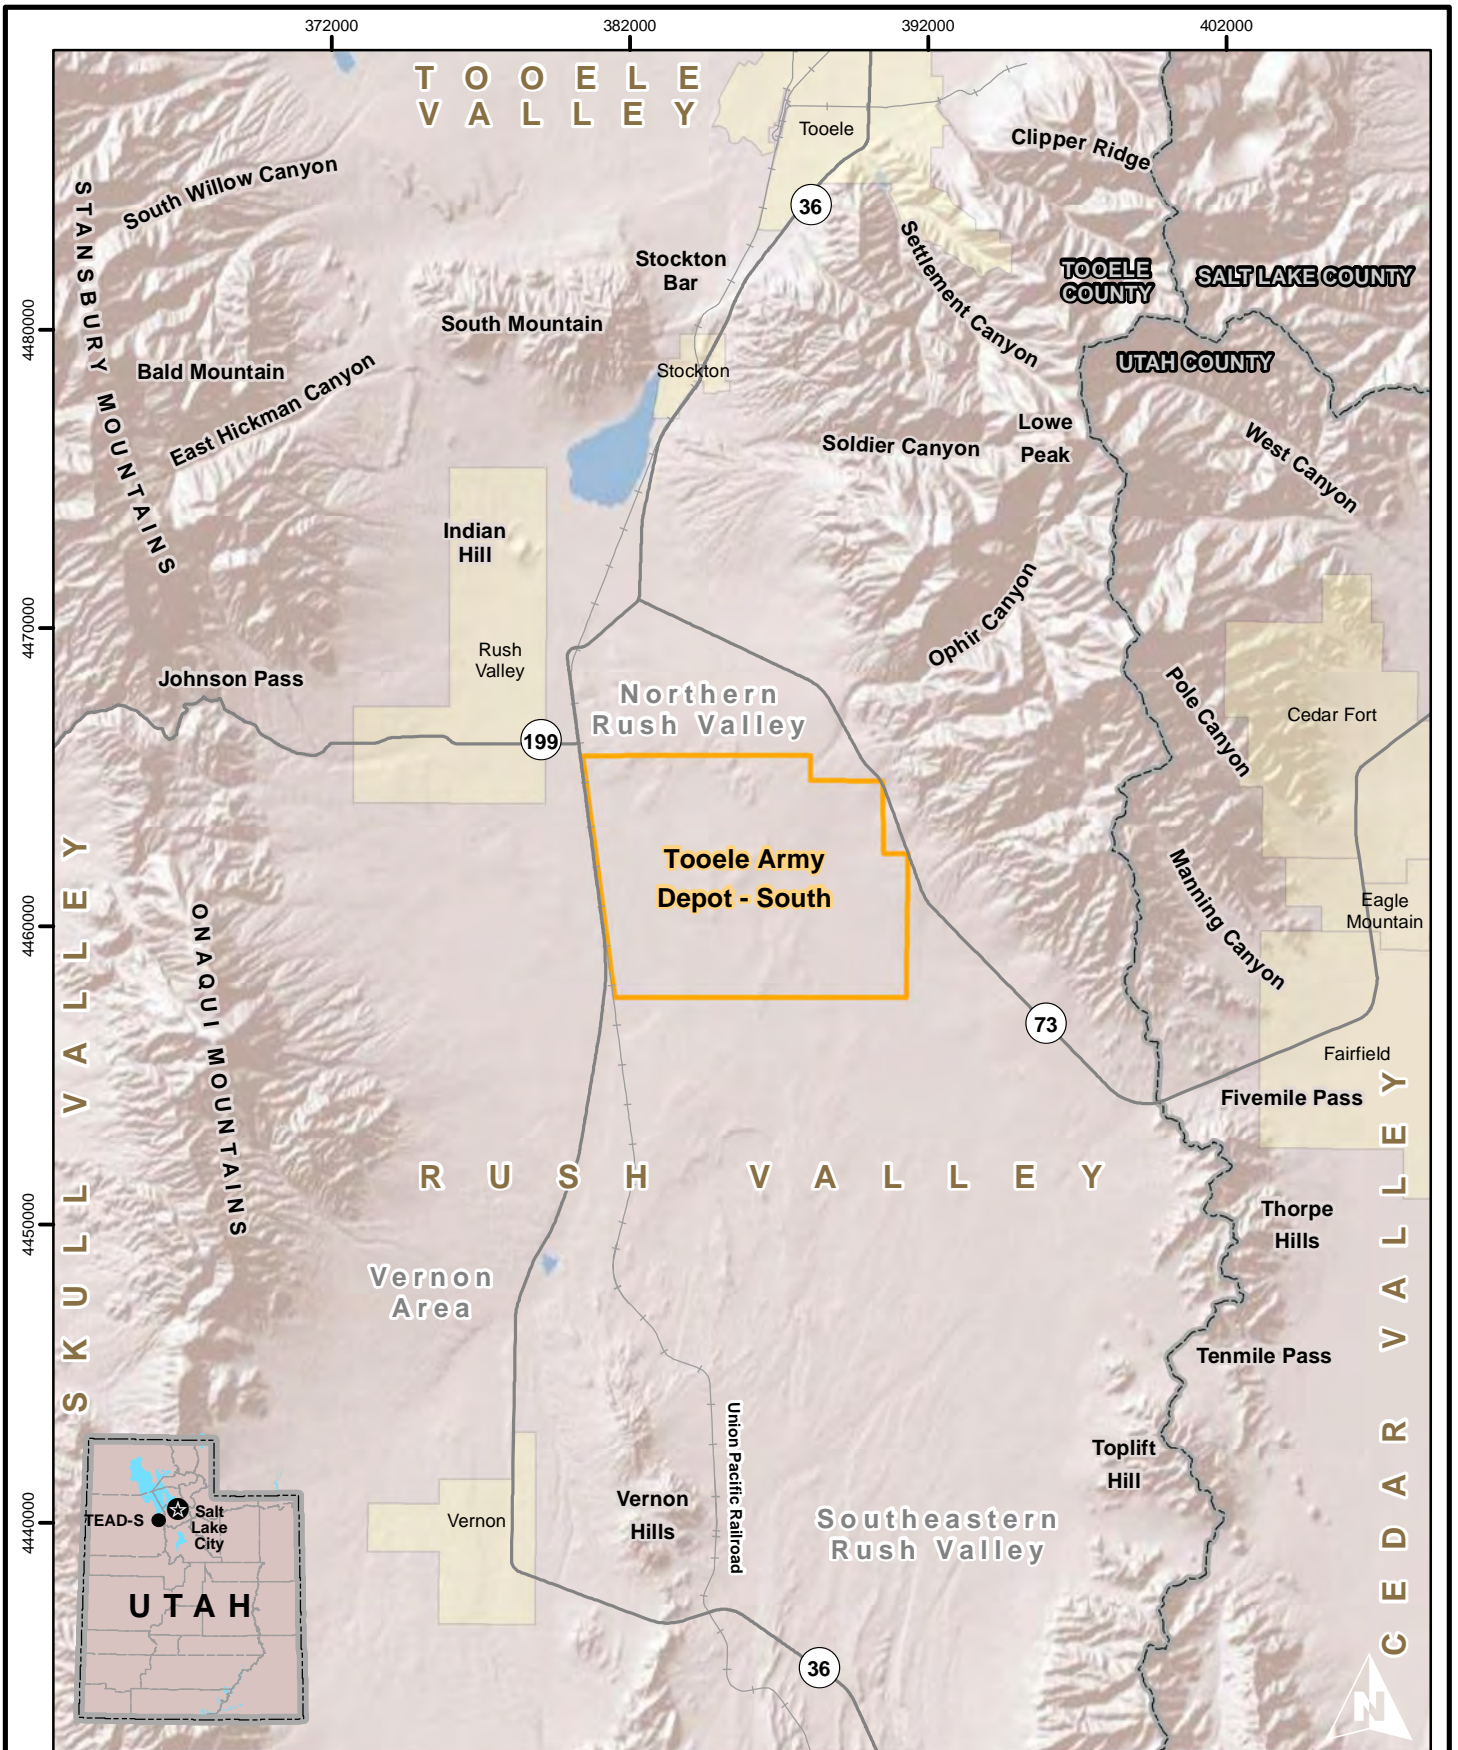 372000
382000
392000
402000
TOOELE
VALLEY
Tooele
Clipper Ridge
South Willow Canyon
36
STANSBURY MOUNTAINS
Stockton
Bar
Settlement Canyon
TOOELE
COUNTY
SALT LAKE COUNTY
4480000
South Mountain
UTAH COUNTY
Bald Mountain
Stockton
East Hickman Canyon
Lowe
Peak
Soldier Canyon
West Canyon
Indian
Hill
Ophir Canyon
4470000
Rush
Valley
Johnson Pass
Northern
Rush Valley
Pole Canyon
Cedar Fort
199
SKULL VALLEY
Tooele Army
Depot - South
Manning Canyon
Eagle
Mountain
4460000
ONAQUI MOUNTAINS
73
Fairfield
Fivemile Pass
CEDAR VALLEY
RUSH VALLEY
4450000
Thorpe
Hills
Vernon
Area
Tenmile Pass
Union Pacific Railroad
Toplift
Hill
Vernon
Hills
4440000
Vernon
Southeastern
Rush Valley
TEAD-S
Salt
Lake
City
UTAH
36
N